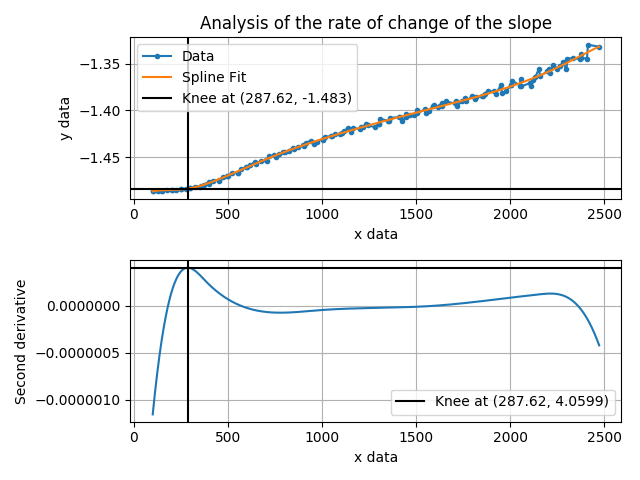 Analysis of the rate of change of the slope
Data
Spline Fit
Knee at (287.62, -1.483)
y data
−1.35
−1.40
−1.45
0 500 1000 1500 2000 2500
x data
Second derivative
0.0000000
−0.0000005
−0.0000010
Knee at (287.62, 4.0599)
0 500 1000 1500 2000 2500
x data